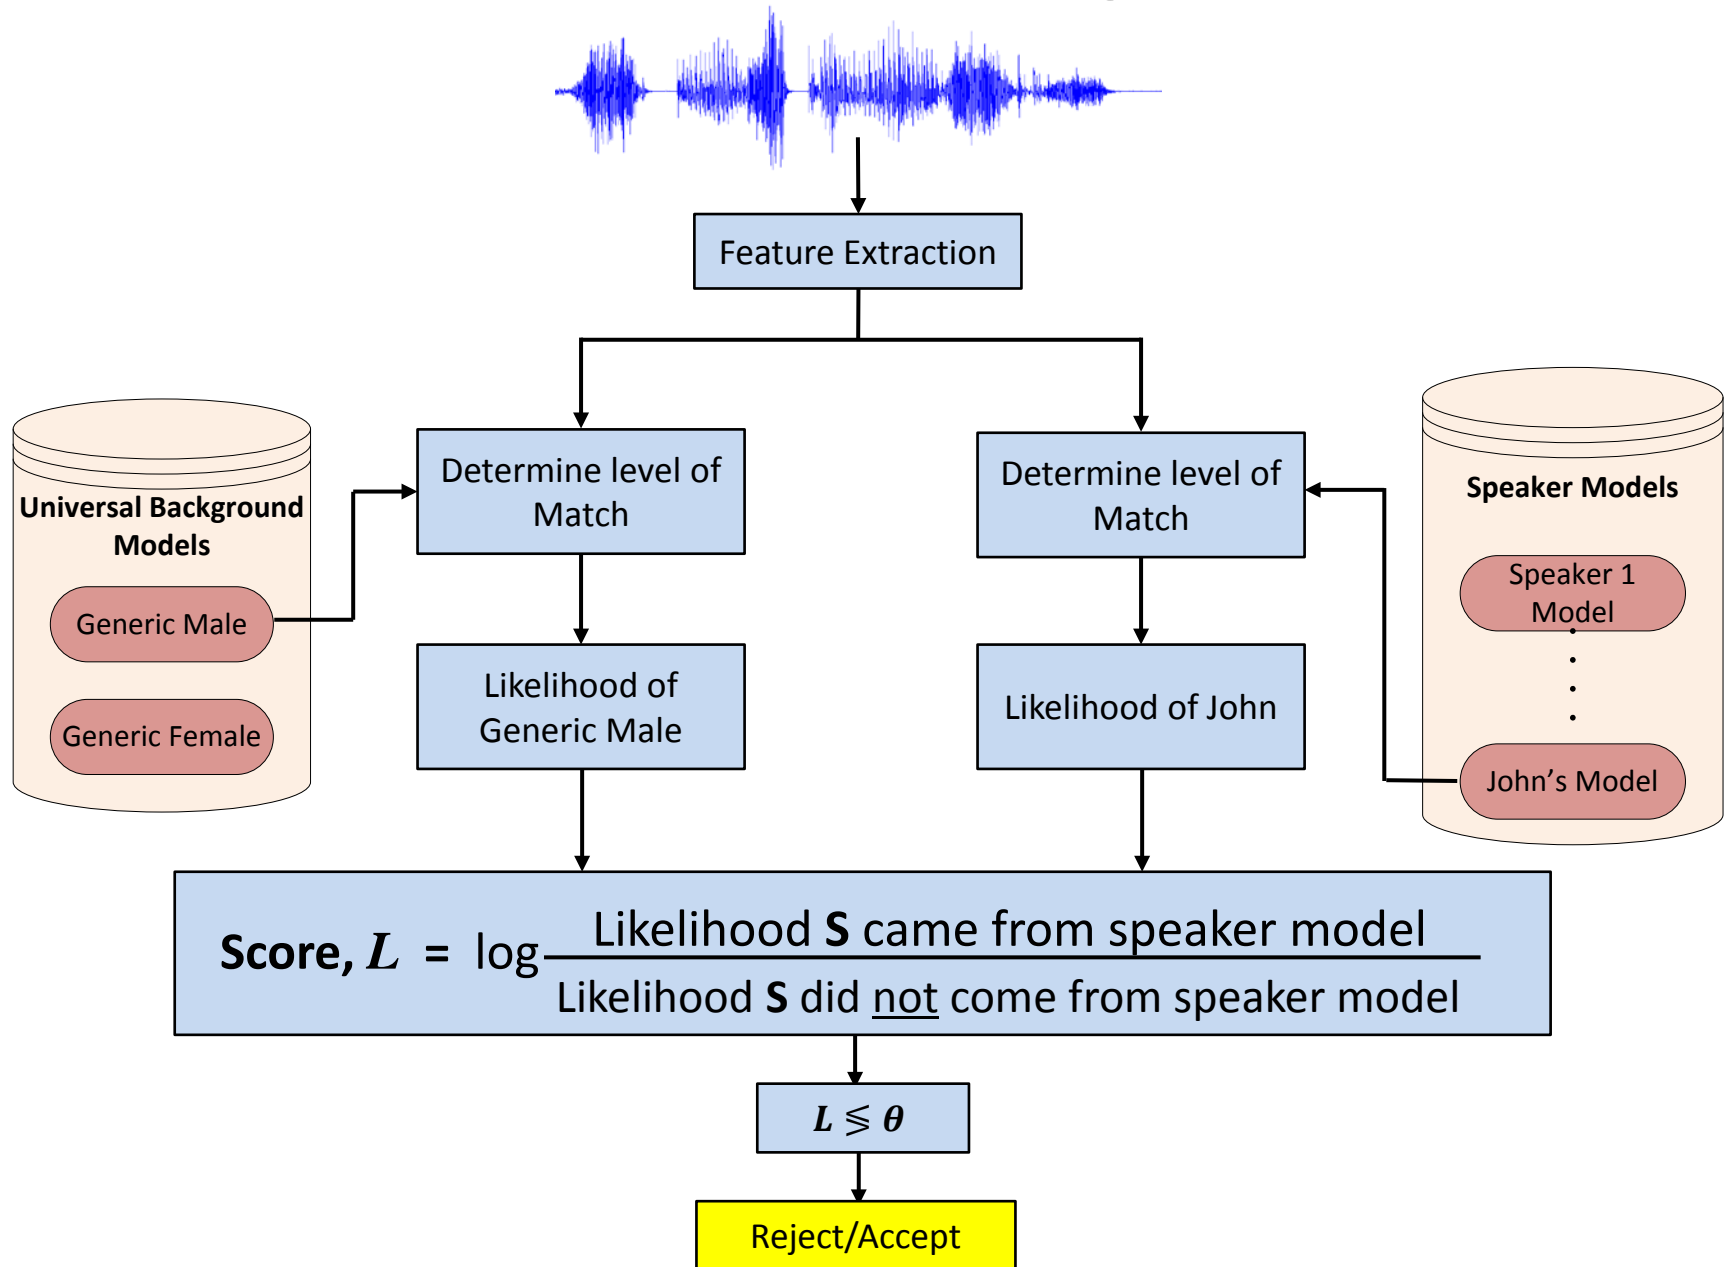 Feature Extraction
Universal Background
Models
Generic Male
Generic Female
Determine level of
Match
Likelihood of
Generic Male
Determine level of
Match
Likelihood of John
Speaker Models
Speaker 1
Model
John’s Model
Score, L = log Likelihood S came from speaker model
Likelihood S did not come from speaker model
L ≶ θ
Reject/Accept